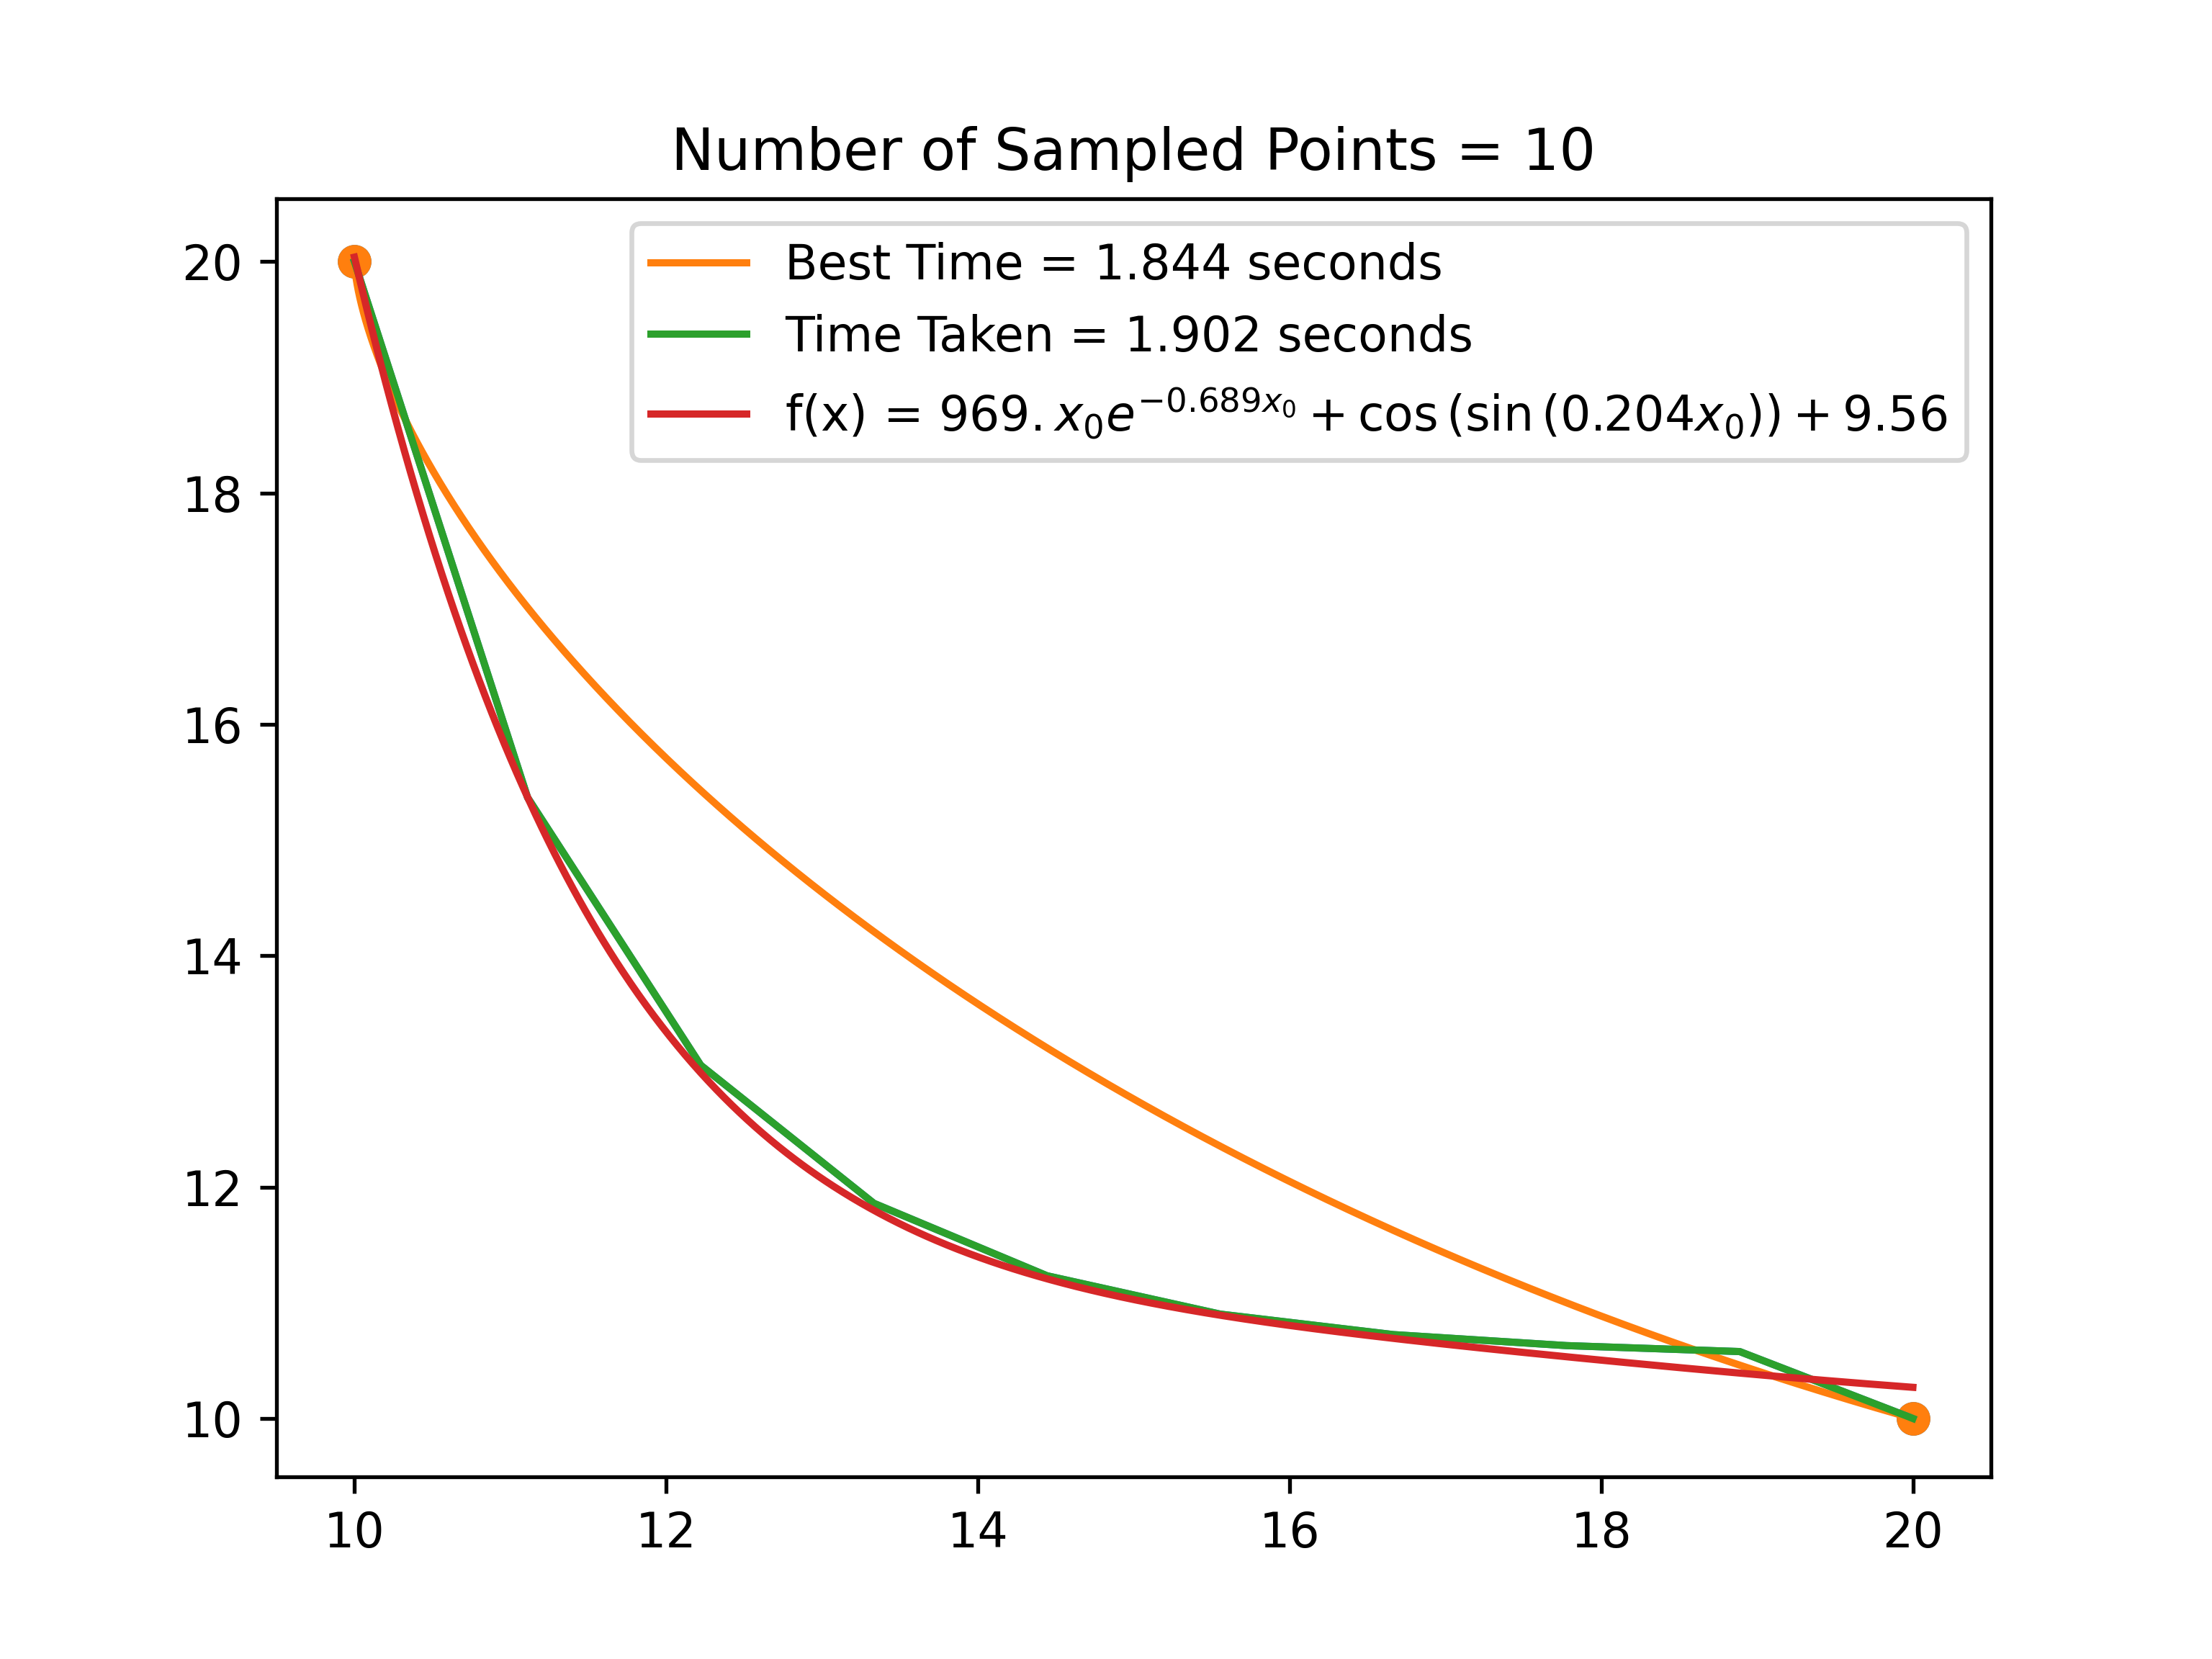 Number of Sampled Points = 10
Best Time = 1.844 seconds
Time Taken = 1.902 seconds
f(x) = 969. x₀e^{−0.689x₀} + cos (sin (0.204x₀)) + 9.56
20
18
16
14
12
10
10 12 14 16 18 20